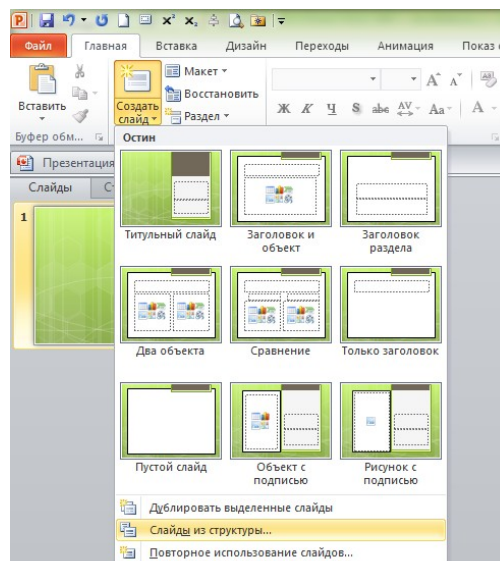 Файл Главная Вставка Дизайн Переходы Анимация Показ
Вставить
Создать слайд
Макет
Восстановить
Раздел
Ж К Ч S abc AV Aa А
Буфер обм...
Остин
Презентация
Слайды С
1
Титульный слайд
Заголовок и объект
Заголовок раздела
Два объекта
Сравнение
Только заголовок
Пустой слайд
Объект с подписью
Рисунок с подписью
Дублировать выделенные слайды
Слайды из структуры...
Повторное использование слайдов...